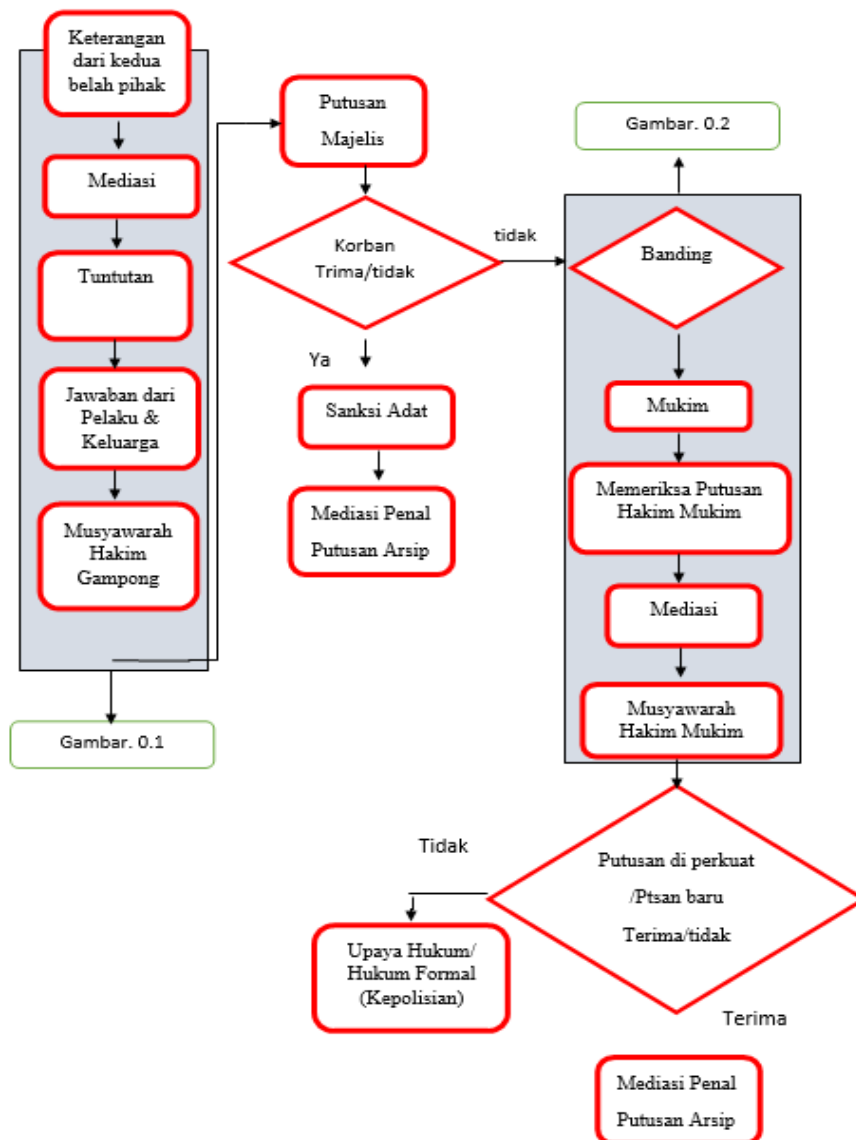 Keterangan
dari kedua
belah pihak
Mediasi
Tuntutan
Jawaban dari
Pelaku &
Keluarga
Musyawarah
Hakim
Gampong
Gambar. 0.1
Putusan
Majelis
Korban
Trima/tidak
tidak
Ya
Sanksi Adat
Mediasi Penal
Putusan Arsip
Gambar. 0.2
Banding
Mukim
Memeriksa Putusan
Hakim Mukim
Mediasi
Musyawarah
Hakim Mukim
Putusan di perkuat
/Ptsan baru
Terima/tidak
Tidak
Upaya Hukum/
Hukum Formal
(Kepolisian)
Terima
Mediasi Penal
Putusan Arsip